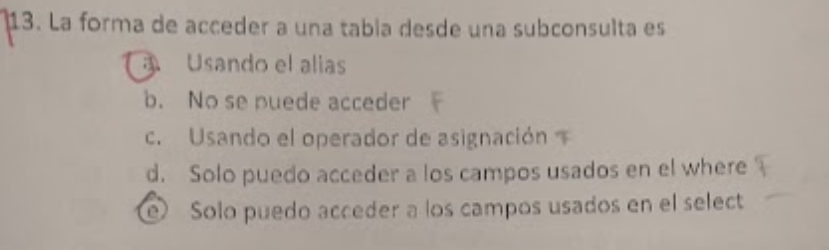 13. La forma de acceder a una tabla desde una subconsulta es
a. Usando el alias
b. No se puede acceder F
c. Usando el operador de asignación F
d. Solo puedo acceder a los campos usados en el where F
e Solo puedo acceder a los campos usados en el select